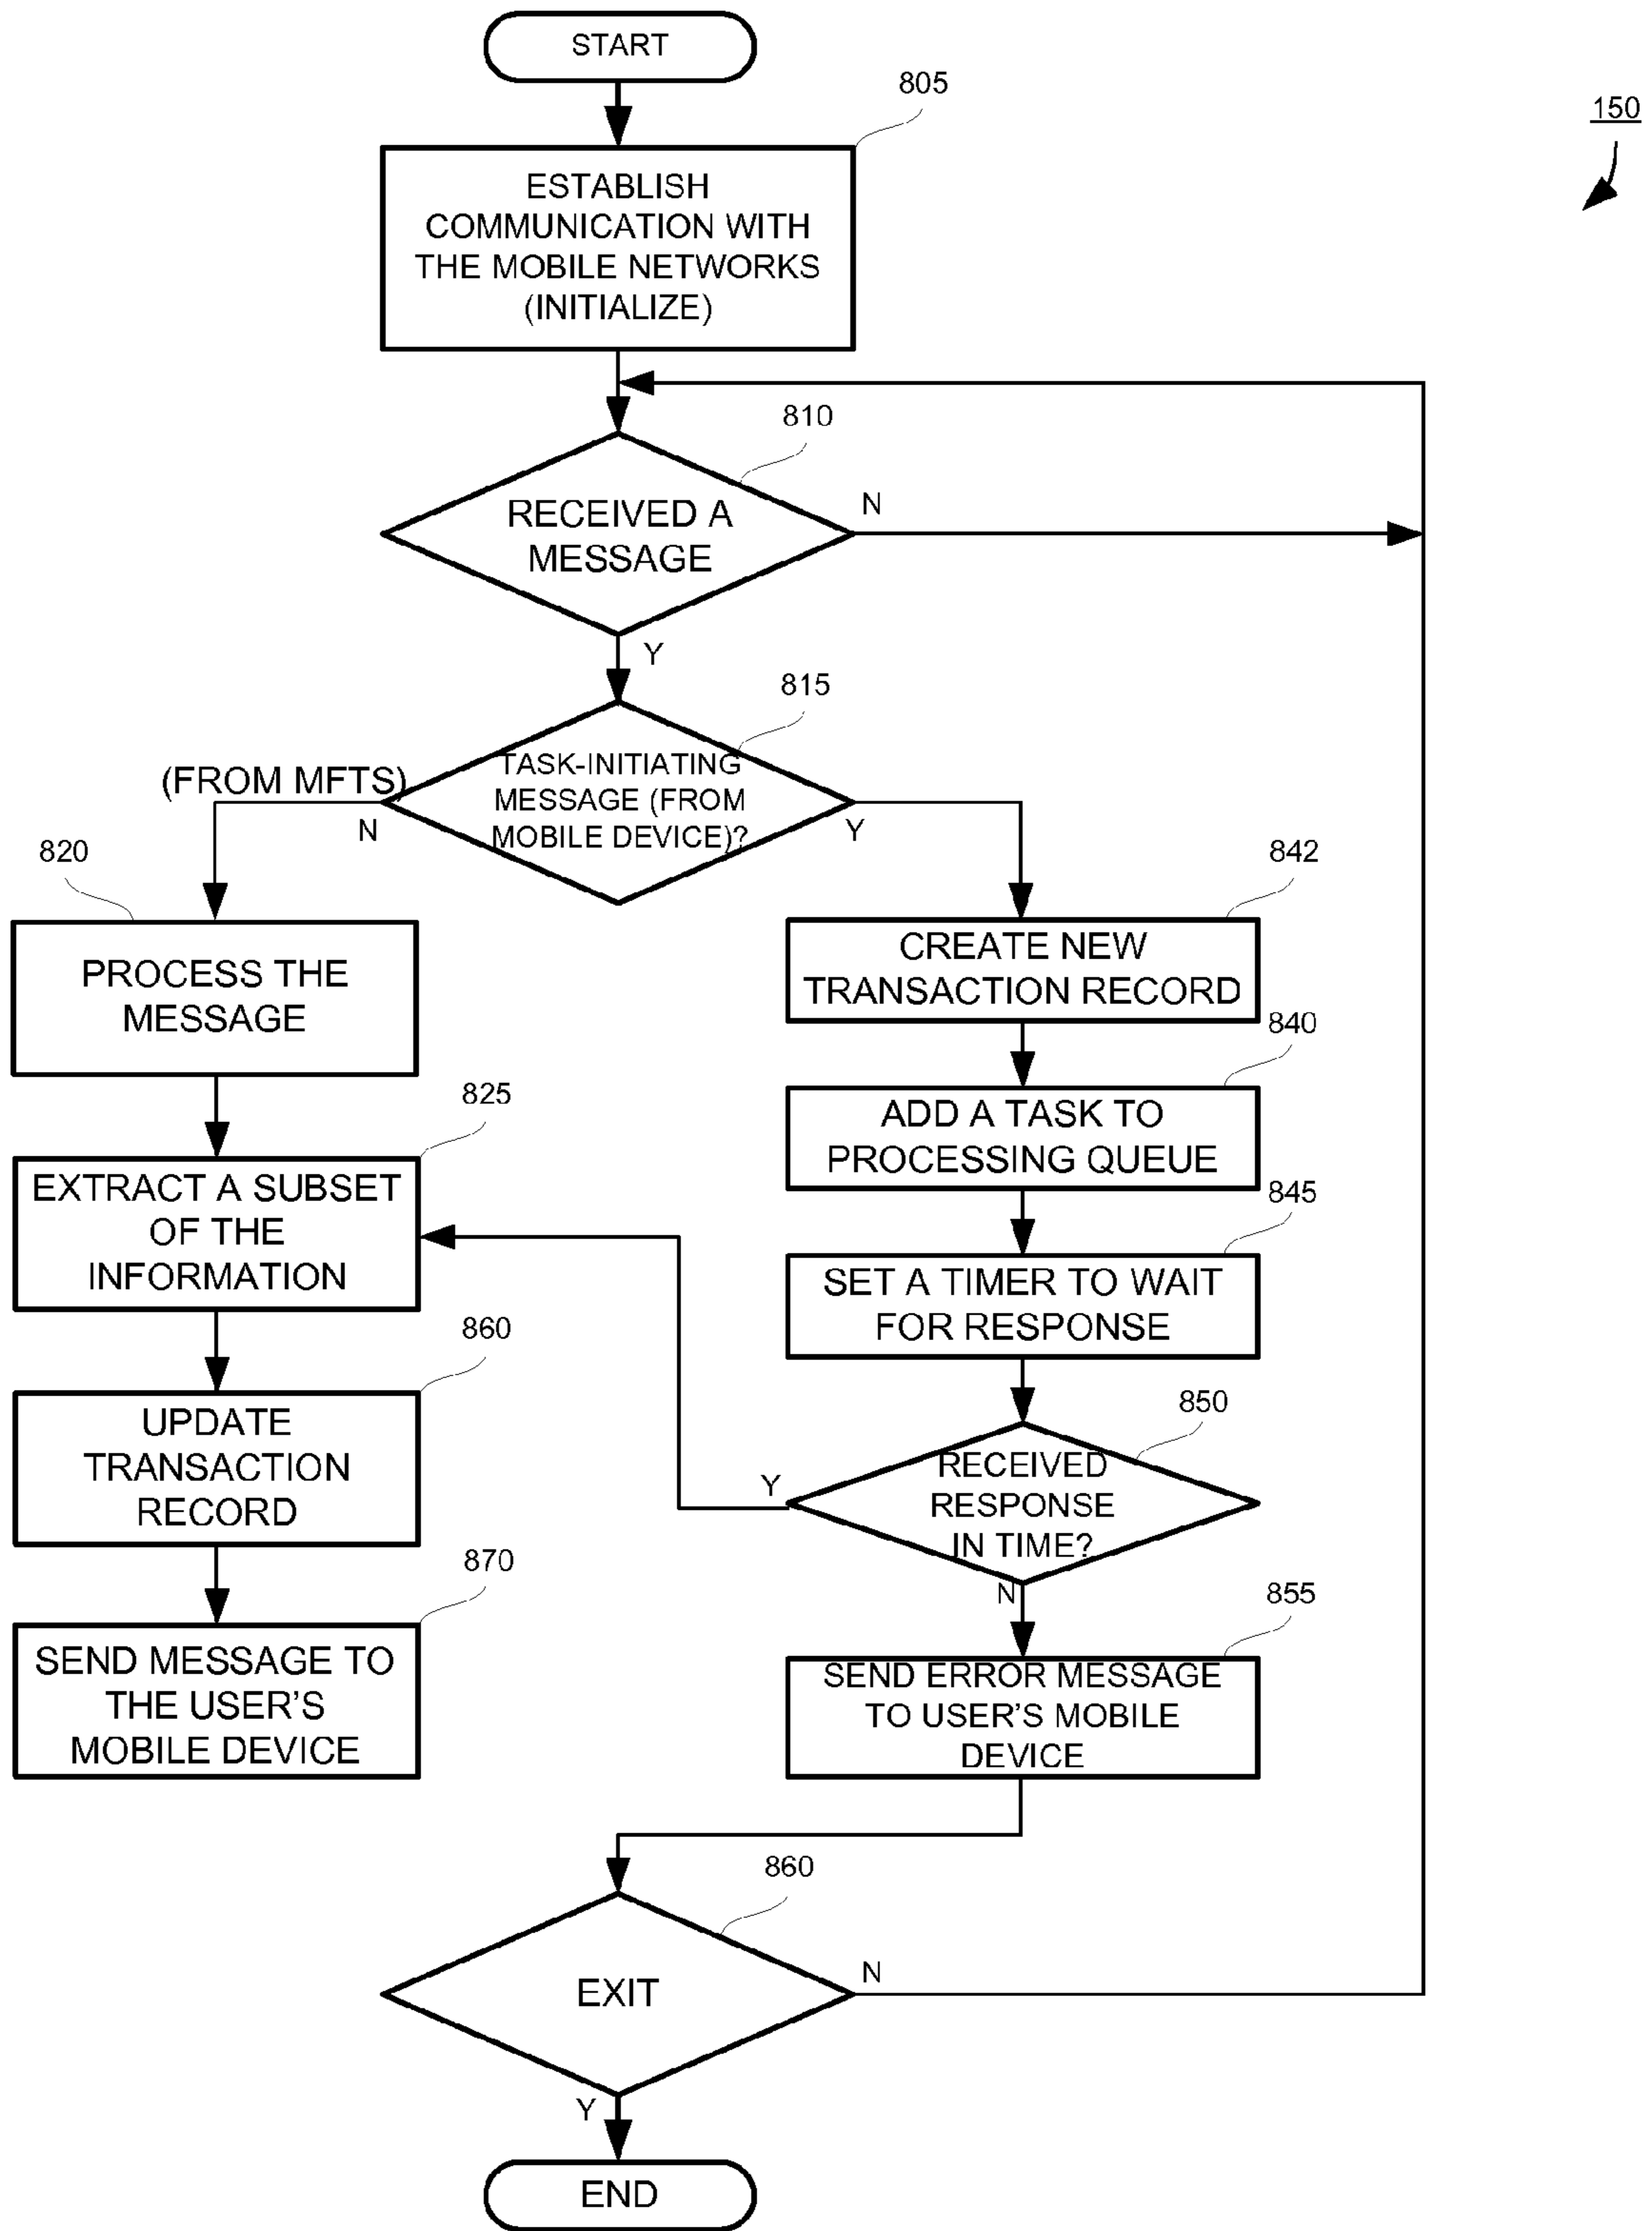 START
805
150
ESTABLISH
COMMUNICATION WITH
THE MOBILE NETWORKS
(INITIALIZE)
810
RECEIVED A
MESSAGE
N
Y
815
(FROM MFTS)
TASK-INITIATING
MESSAGE (FROM
MOBILE DEVICE)?
N
Y
820
842
PROCESS THE
MESSAGE
CREATE NEW
TRANSACTION RECORD
840
825
ADD A TASK TO
PROCESSING QUEUE
EXTRACT A SUBSET
OF THE
INFORMATION
845
SET A TIMER TO WAIT
FOR RESPONSE
860
850
UPDATE
TRANSACTION
RECORD
RECEIVED
RESPONSE
IN TIME?
Y
N
870
855
SEND MESSAGE TO
THE USER'S
MOBILE DEVICE
SEND ERROR MESSAGE
TO USER'S MOBILE
DEVICE
860
EXIT
N
Y
END